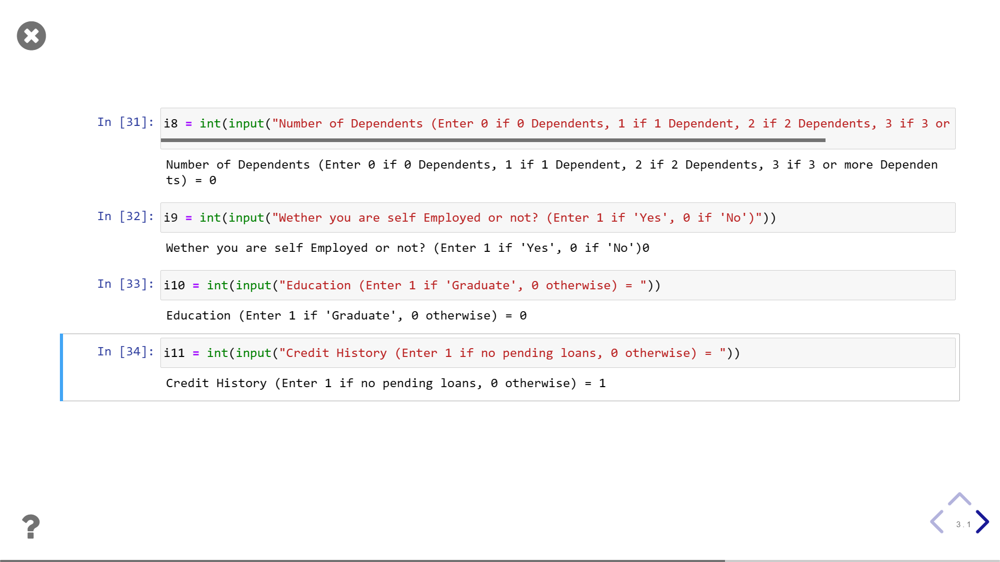 In [31]: i8 = int(input("Number of Dependents (Enter 0 if 0 Dependents, 1 if 1 Dependent, 2 if 2 Dependents, 3 if 3 or
Number of Dependents (Enter 0 if 0 Dependents, 1 if 1 Dependent, 2 if 2 Dependents, 3 if 3 or more Dependen
ts) = 0
In [32]: i9 = int(input("Wether you are self Employed or not? (Enter 1 if 'Yes', 0 if 'No')"))
Wether you are self Employed or not? (Enter 1 if 'Yes', 0 if 'No')0
In [33]: i10 = int(input("Education (Enter 1 if 'Graduate', 0 otherwise) = "))
Education (Enter 1 if 'Graduate', 0 otherwise) = 0
In [34]: i11 = int(input("Credit History (Enter 1 if no pending loans, 0 otherwise) = "))
Credit History (Enter 1 if no pending loans, 0 otherwise) = 1
?
3.1